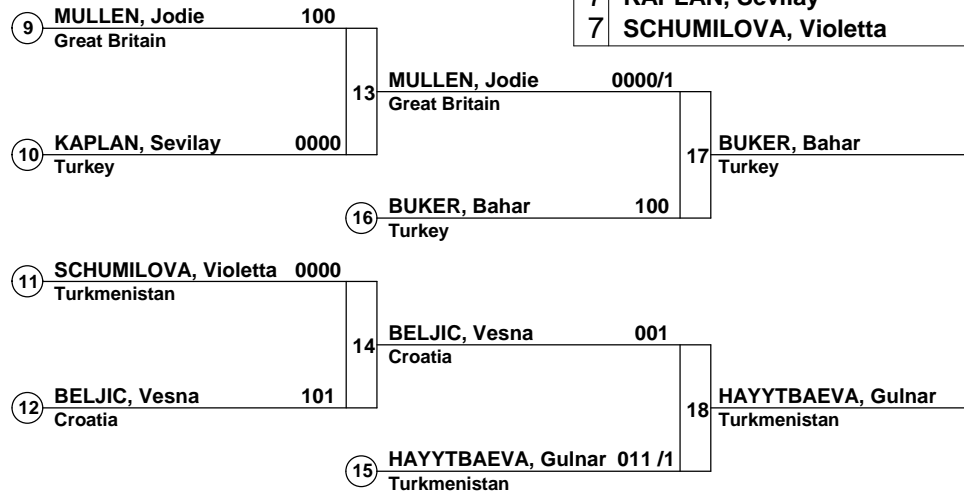 7 KAPLAN, Sevilay
7 SCHUMILOVA, Violetta
9 MULLEN, Jodie 100
Great Britain
13 MULLEN, Jodie 0000/1
Great Britain
10 KAPLAN, Sevilay 0000
Turkey
17 BUKER, Bahar
Turkey
16 BUKER, Bahar 100
Turkey
11 SCHUMILOVA, Violetta 0000
Turkmenistan
14 BELJIC, Vesna 001
Croatia
12 BELJIC, Vesna 101
Croatia
18 HAYYTBAEVA, Gulnar
Turkmenistan
15 HAYYTBAEVA, Gulnar 011 /1
Turkmenistan